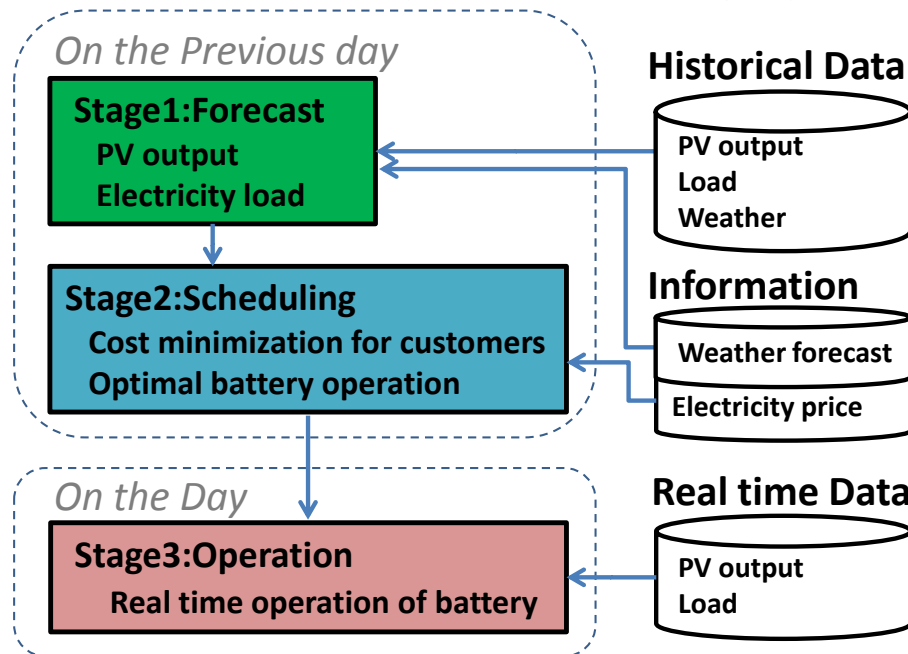 On the Previous day
Stage1:Forecast
PV output
Electricity load
Stage2:Scheduling
Cost minimization for customers
Optimal battery operation
On the Day
Stage3:Operation
Real time operation of battery
Historical Data
PV output
Load
Weather
Information
Weather forecast
Electricity price
Real time Data
PV output
Load